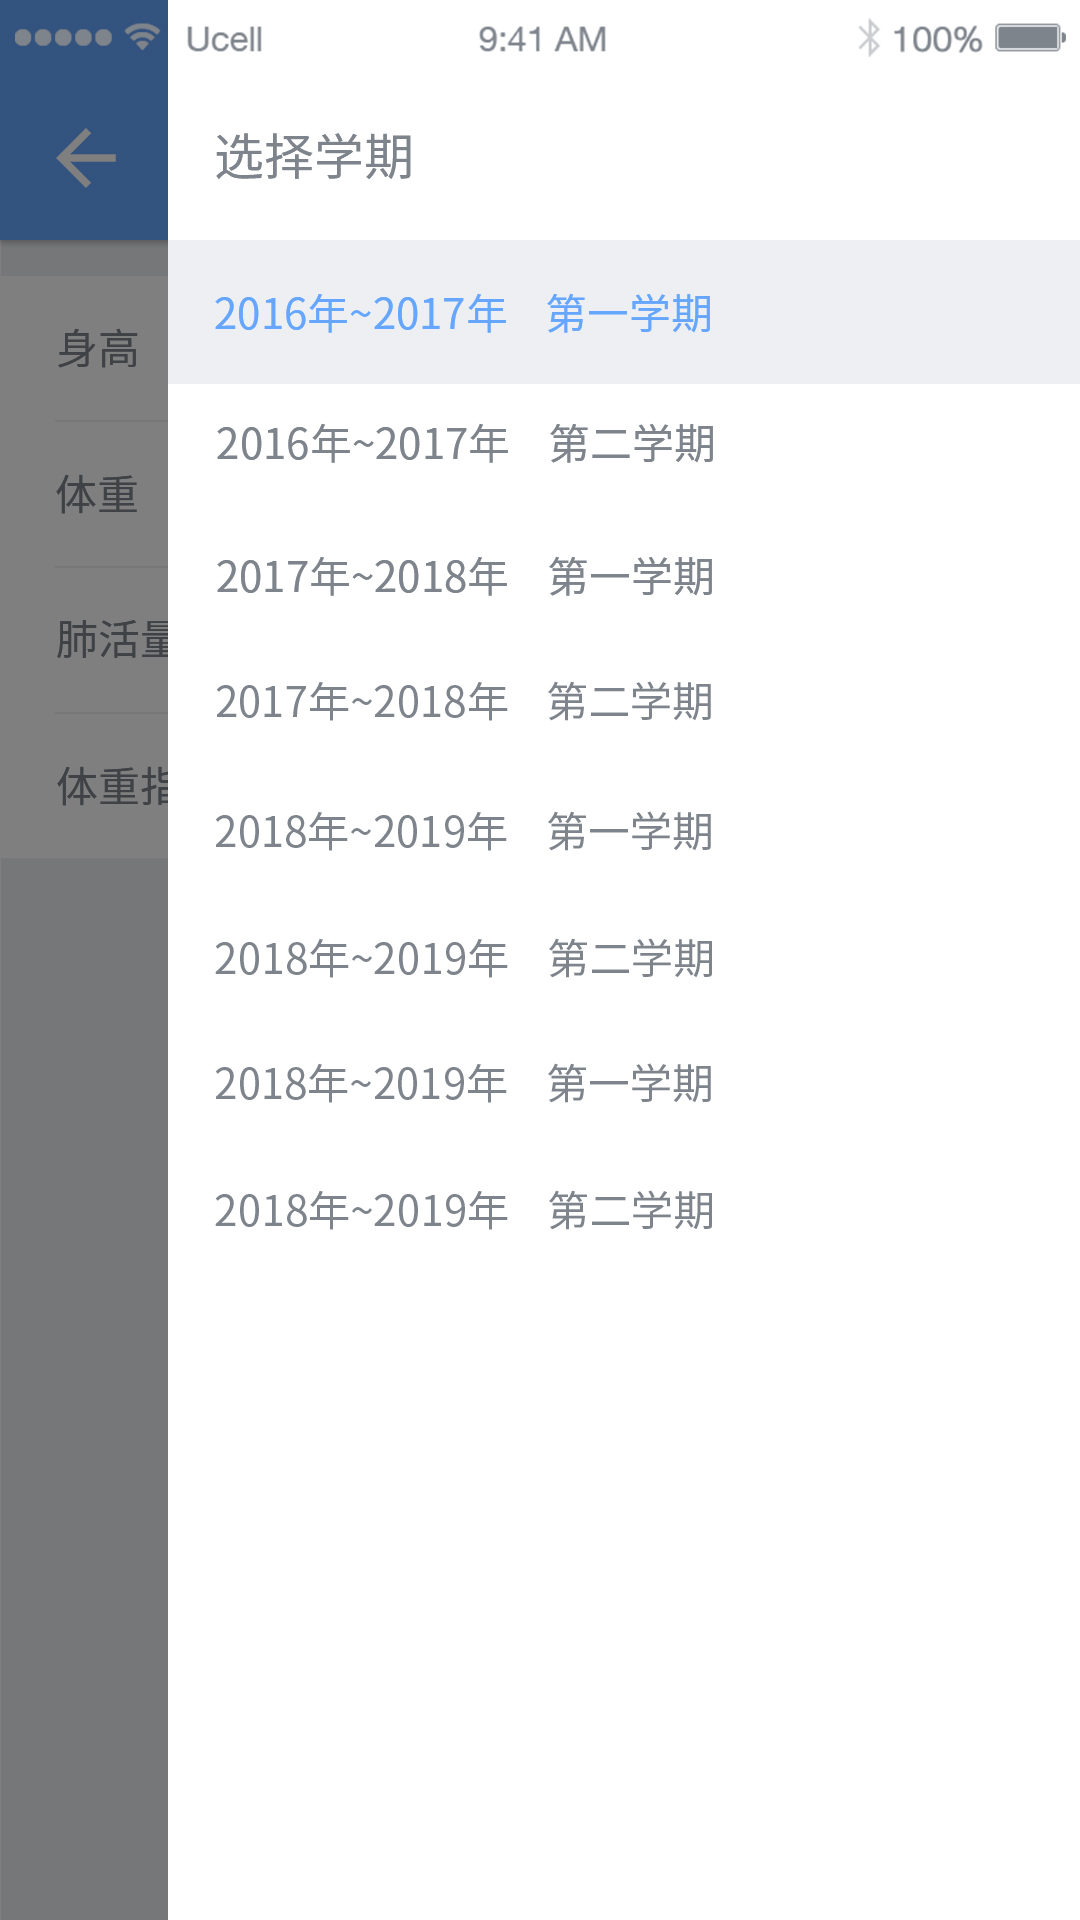 Ucell 9:41 AM 100%
选择学期
2016年~2017年 第一学期
身高
2016年~2017年 第二学期
体重
2017年~2018年 第一学期
肺活量
2017年~2018年 第二学期
体重指
2018年~2019年 第一学期
2018年~2019年 第二学期
2018年~2019年 第一学期
2018年~2019年 第二学期